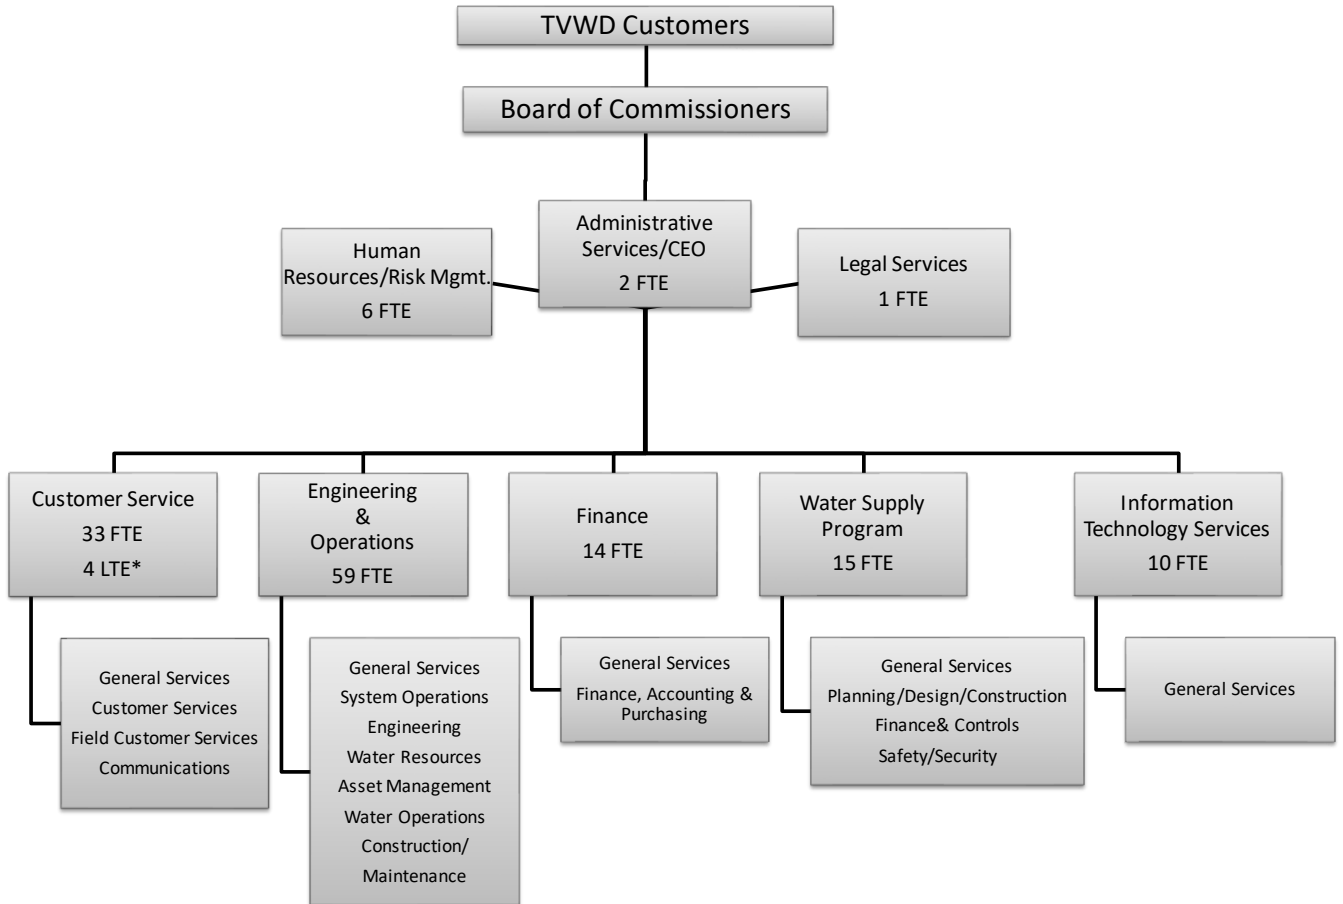 TVWD Customers
Board of Commissioners
Administrative
Services/CEO
2 FTE
Human
Resources/Risk Mgmt.
6 FTE
Legal Services
1 FTE
Customer Service
33 FTE
4 LTE*
Engineering
&
Operations
59 FTE
Finance
14 FTE
Water Supply
Program
15 FTE
Information
Technology Services
10 FTE
General Services
Customer Services
Field Customer Services
Communications
General Services
System Operations
Engineering
Water Resources
Asset Management
Water Operations
Construction/
Maintenance
General Services
Finance, Accounting &
Purchasing
General Services
Planning/Design/Construction
Finance& Controls
Safety/Security
General Services